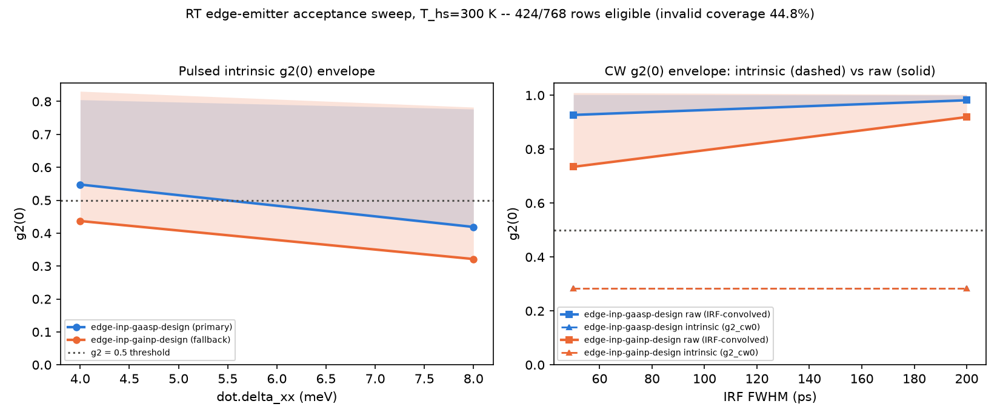 RT edge-emitter acceptance sweep, T_hs=300 K -- 424/768 rows eligible (invalid coverage 44.8%)
Pulsed intrinsic g2(0) envelope
g2(0)
0.8
0.7
0.6
0.5
0.4
0.3
0.2
0.1
0.0
edge-inp-gaasp-design (primary)
edge-inp-gainp-design (fallback)
g2 = 0.5 threshold
4.0 4.5 5.0 5.5 6.0 6.5 7.0 7.5 8.0
dot.delta_xx (meV)
CW g2(0) envelope: intrinsic (dashed) vs raw (solid)
g2(0)
1.0
0.8
0.6
0.4
0.2
0.0
edge-inp-gaasp-design raw (IRF-convolved)
edge-inp-gaasp-design intrinsic (g2_cw0)
edge-inp-gainp-design raw (IRF-convolved)
edge-inp-gainp-design intrinsic (g2_cw0)
60 80 100 120 140 160 180 200
IRF FWHM (ps)